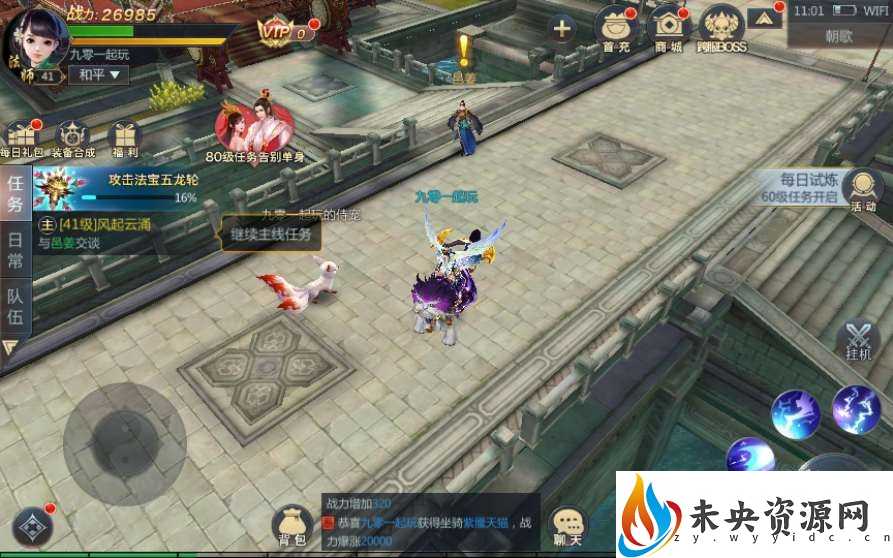 战力:26985
11:01
WIFI
VIP 0
首充
商城
跨服BOSS
朝歌
九零一起玩
法师
41
和平
邑姜
每日礼包
装备合成
福利
80级任务告别单身
任务
攻击法宝五龙轮
16%
每日试炼
60级任务开启
活动
九零一起玩
九零一起玩的侍宠
主 [41级]风起云涌
与邑姜交谈
继续主线任务
日常
队伍
挂机
战力增加320
恭喜九零一起玩获得坐骑紫魇天猫，战
力爆涨20000
背包
聊天
未央资源网
zy.wyyidc.cn